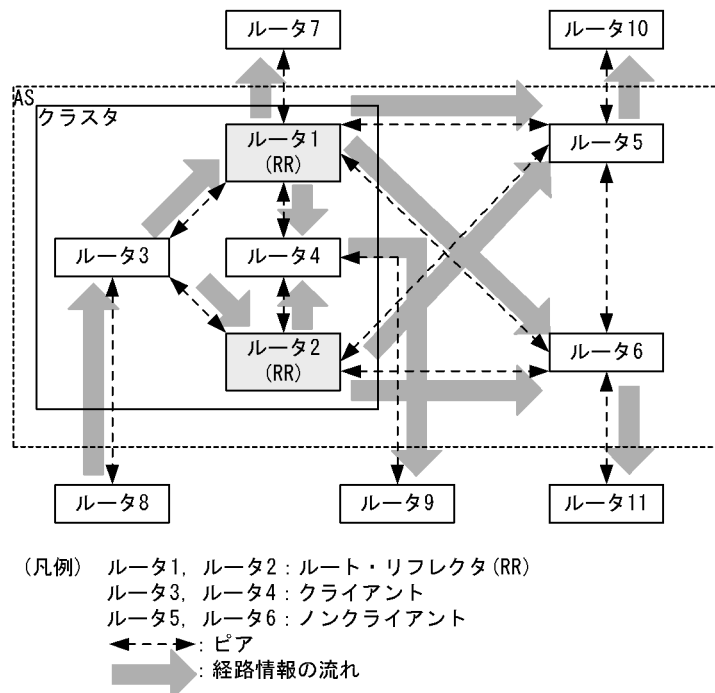 ルータ7
ルータ10
AS
クラスタ
ルータ1
(RR)
ルータ5
ルータ3
ルータ4
ルータ2
(RR)
ルータ6
ルータ8
ルータ9
ルータ11
(凡例) ルータ1, ルータ2:ルート・リフレクタ(RR)
ルータ3, ルータ4:クライアント
ルータ5, ルータ6:ノンクライアント
:ピア
:経路情報の流れ